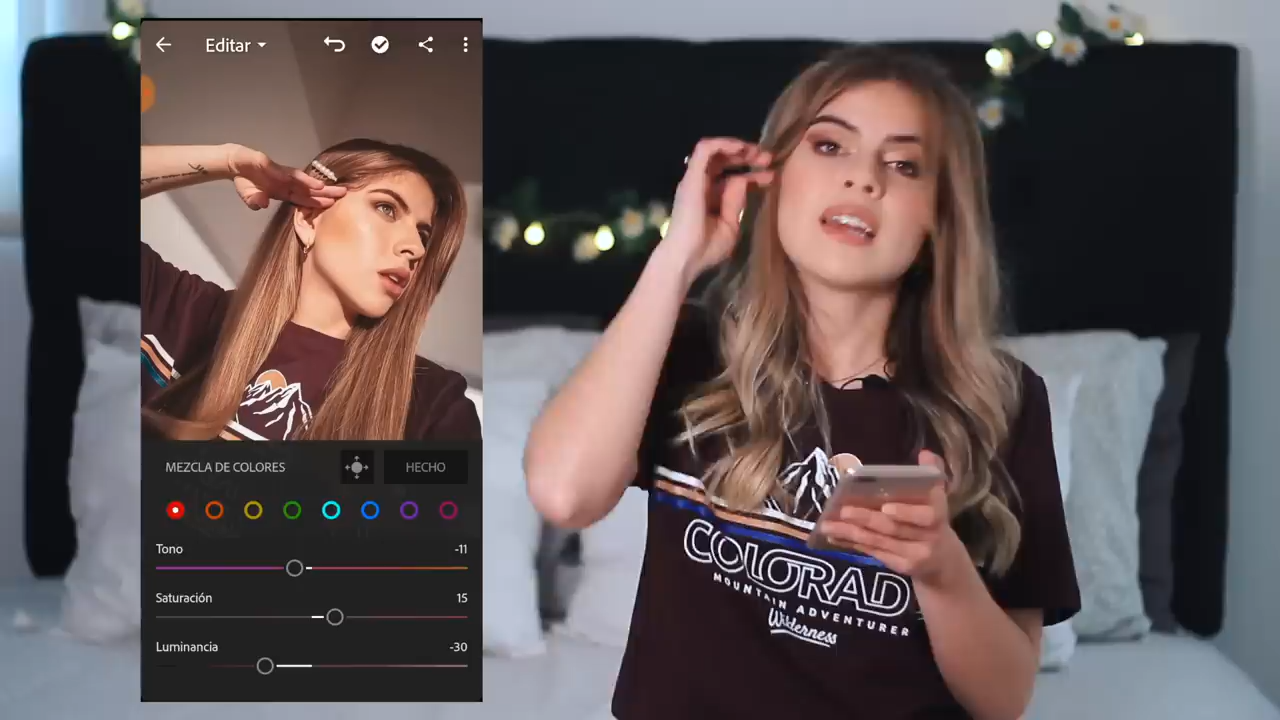 Editar
MEZCLA DE COLORES
HECHO
Tono
-11
Saturación
15
Luminancia
-30
COLORAD
MOUNTAIN ADVENTURER
Wilderness